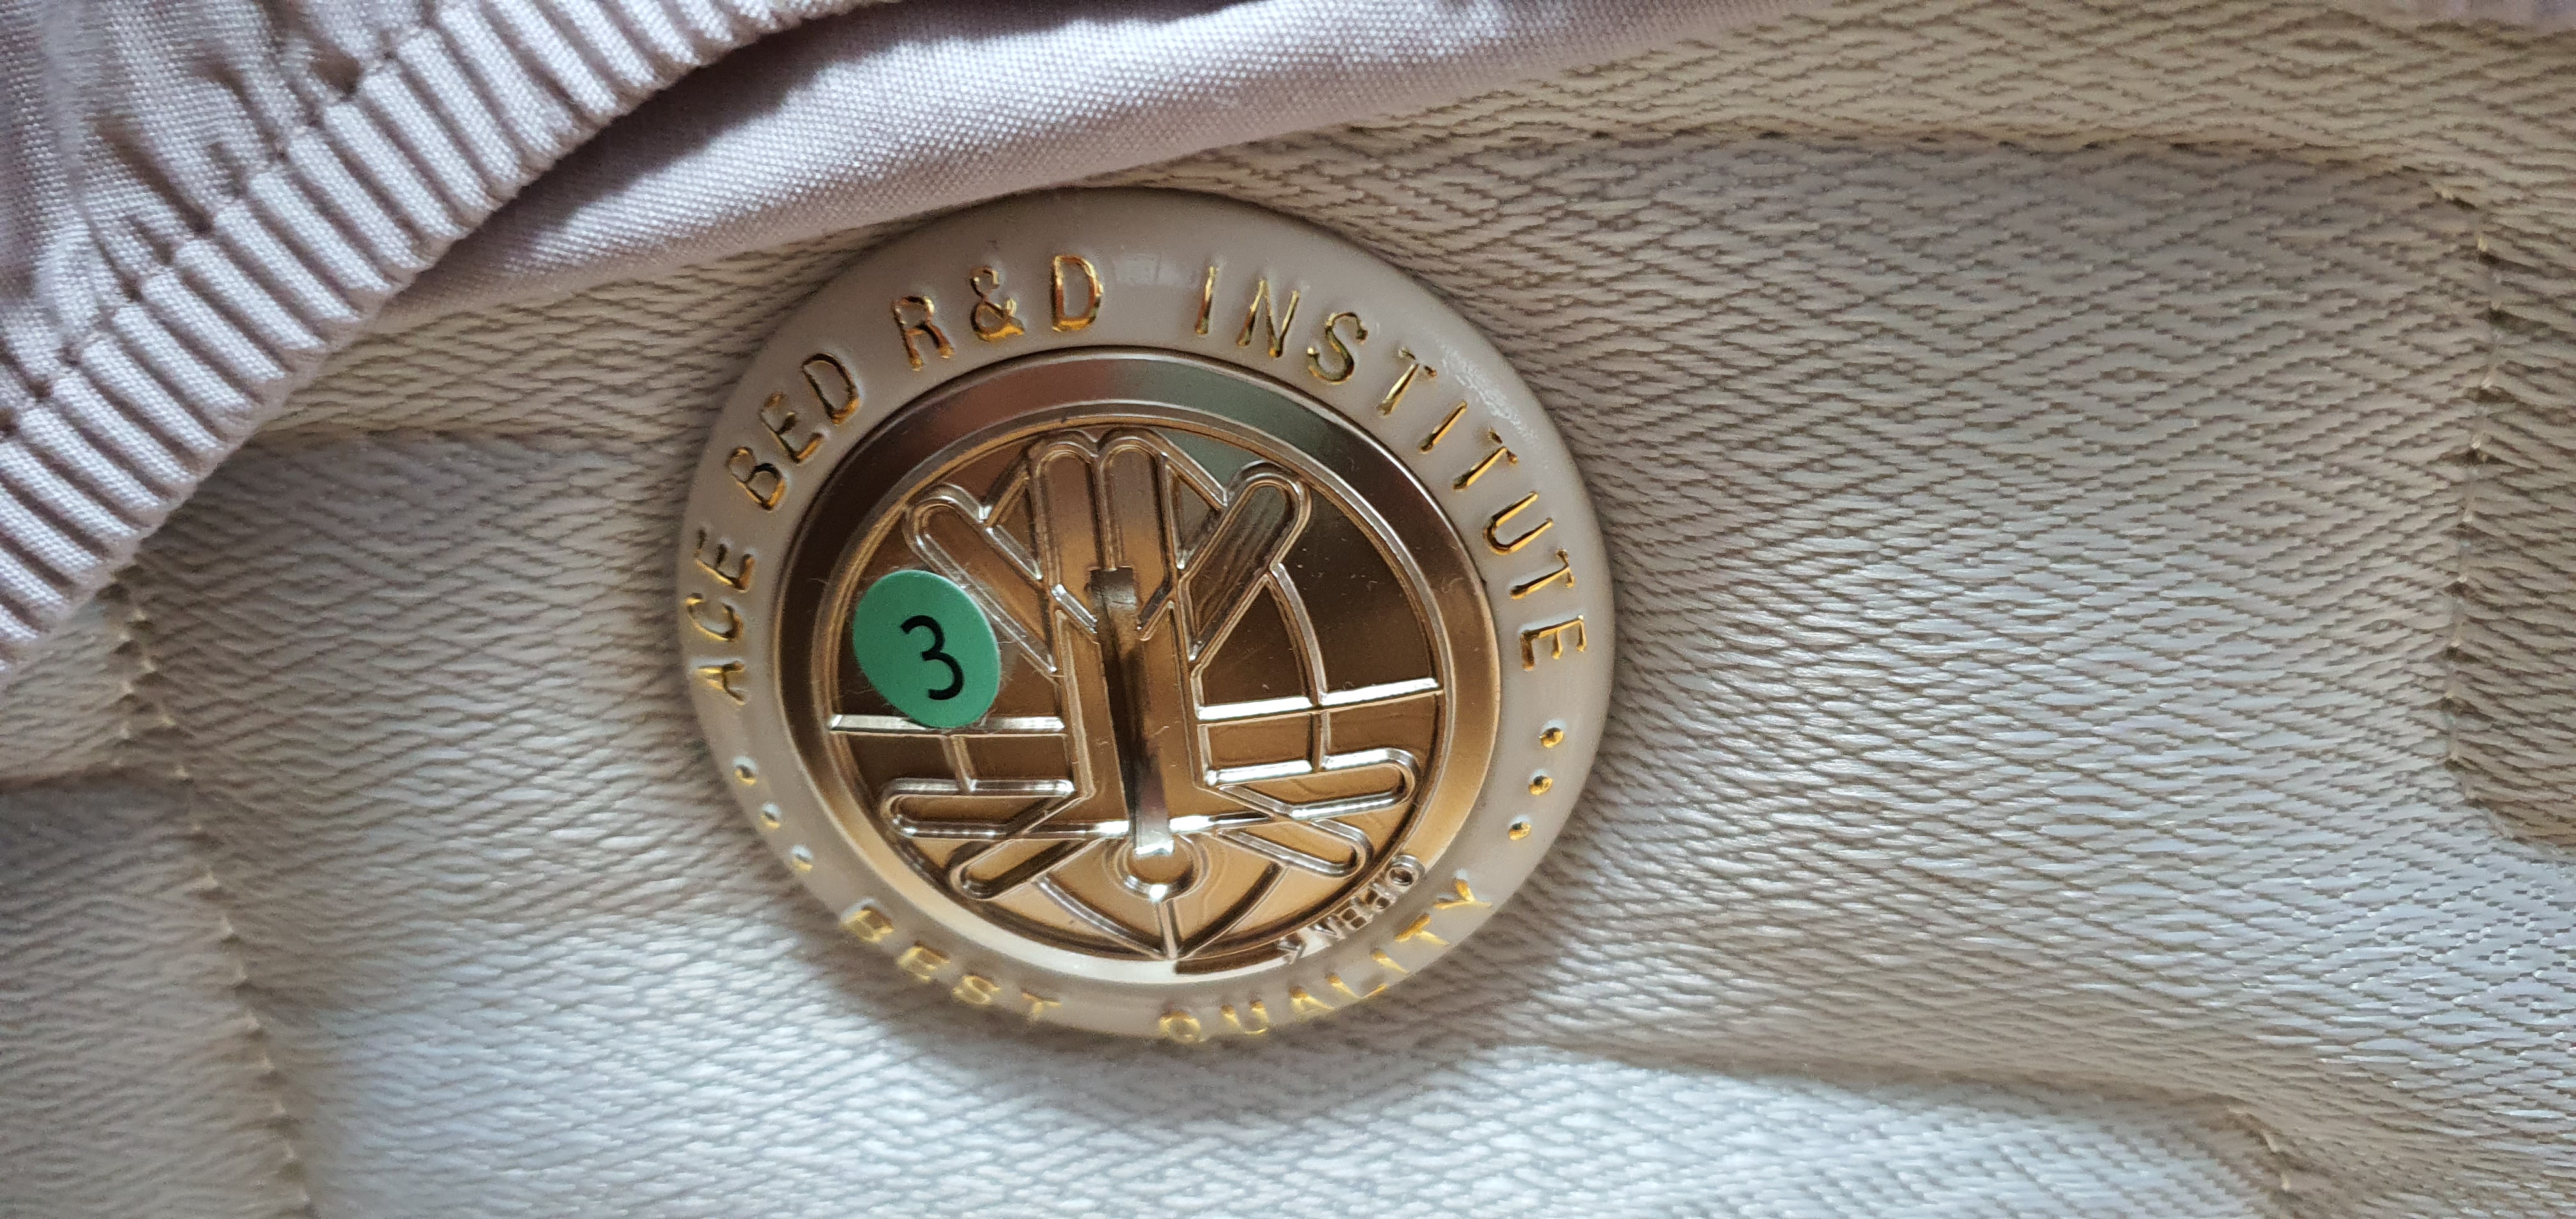 ACE BED R&D INSTITUTE
3
OPEN
BEST QUALITY